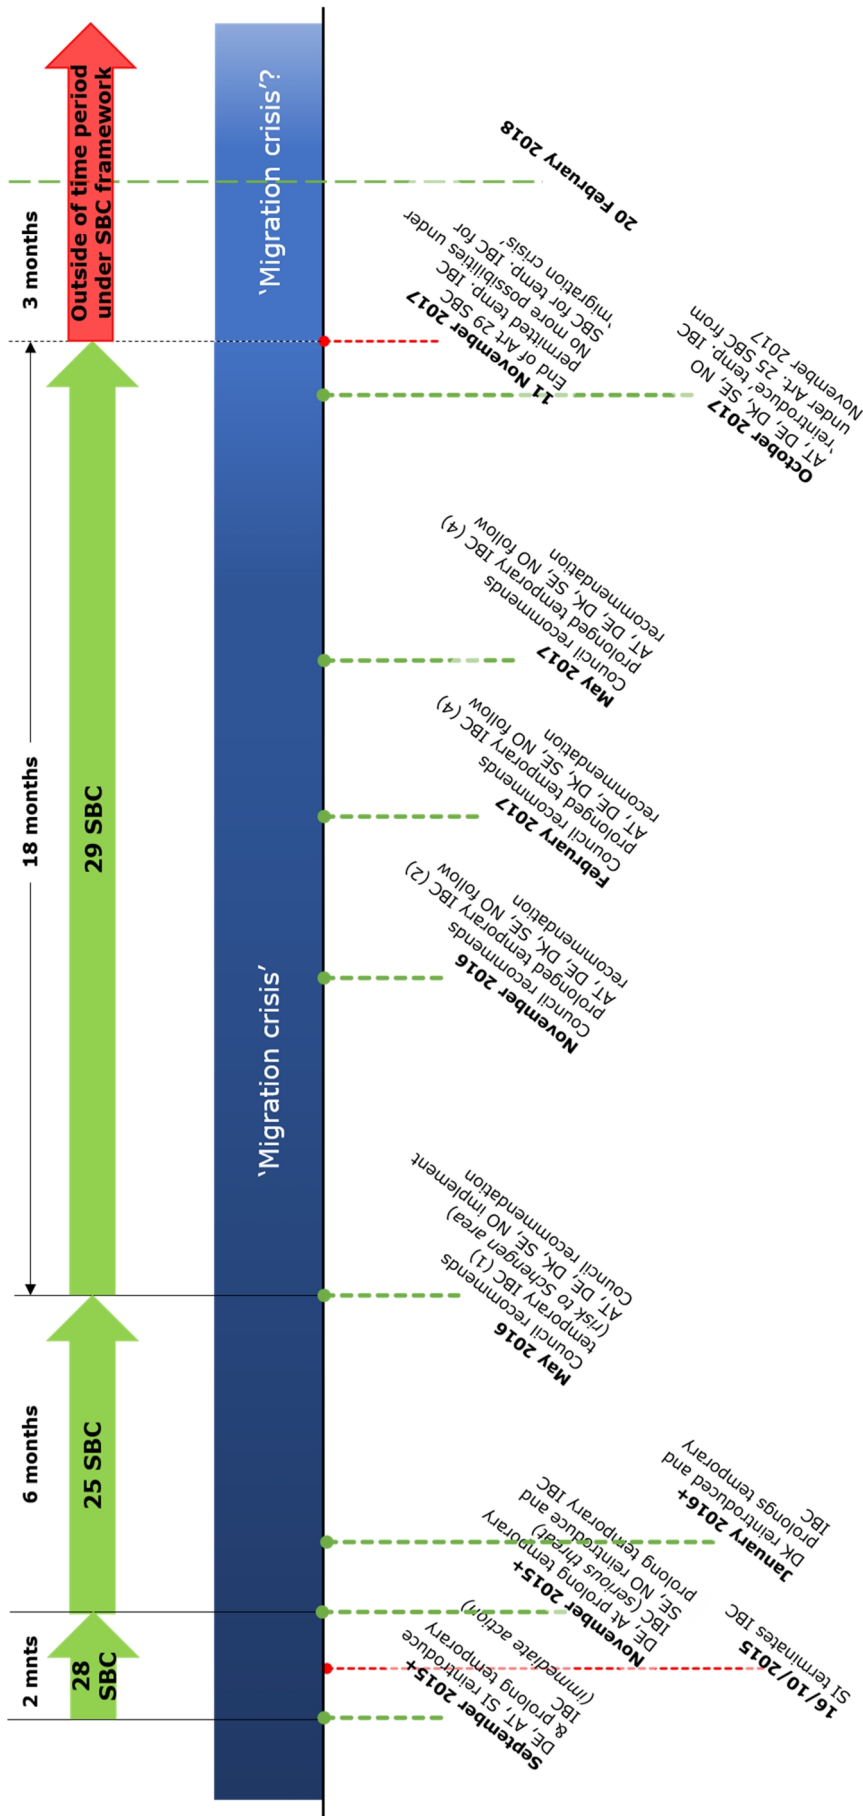 2 mnts
6 months
18 months
3 months
28
SBC
25 SBC
29 SBC
Outside of time period
under SBC framework
‘Migration crisis’
‘Migration crisis’?
September 2015+
DE, AT, SI reintroduce
& prolong temporary
IBC
(immediate action)
16/10/2015
SI terminates IBC
November 2015+
DE, At prolong temporary
IBC (serious threat)
SE, NO reintroduce and
prolong temporary IBC
January 2016+
DK reintroduced and
prolongs temporary
IBC
May 2016
Council recommends
temporary IBC (1)
(risk to Schengen area)
AT, DE, DK, SE, NO implement
Council recommendation
November 2016
Council recommends
prolonged temporary IBC (2)
AT, DE, DK, SE, NO follow
recommendation
February 2017
Council recommends
prolonged temporary IBC (4)
AT, DE, DK, SE, NO follow
recommendation
May 2017
Council recommends
prolonged temporary IBC (4)
AT, DE, DK, SE, NO follow
recommendation
October 2017
AT, DE, DK, SE, NO
‘reintroduce’ temp. IBC
under Art. 25 SBC from
November 2017
11 November 2017
End of Art 29 SBC
permitted temp. IBC
No more possibilities under
SBC for temp. IBC for
‘migration crisis’
20 February 2018